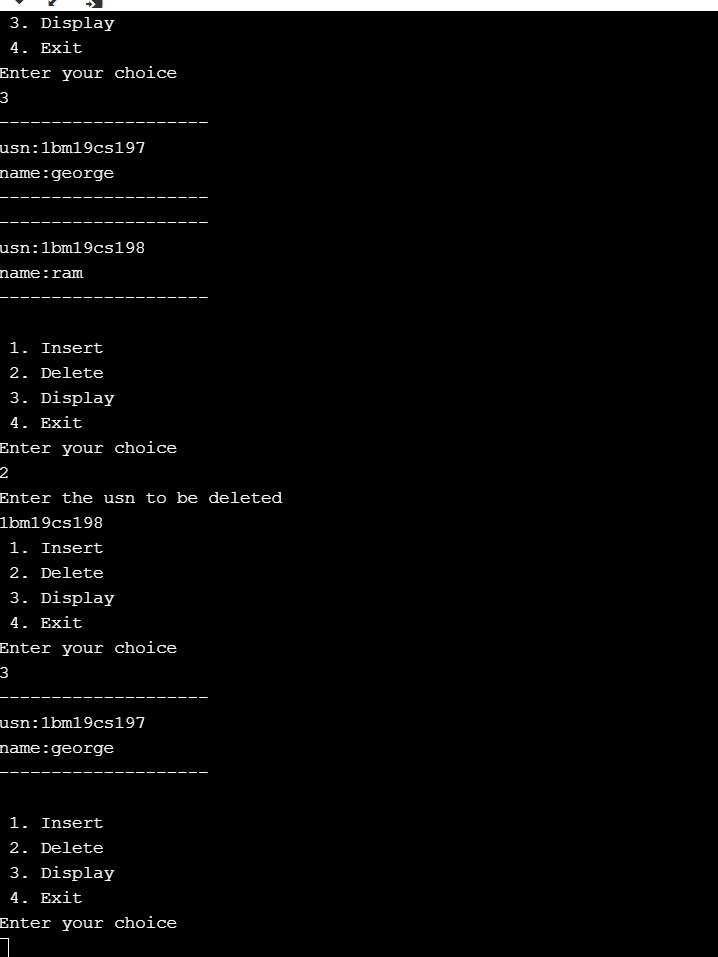 3. Display
4. Exit
Enter your choice
3
--------------------
usn:1bm19cs197
name:george
--------------------
--------------------
usn:1bm19cs198
name:ram
--------------------
1. Insert
2. Delete
3. Display
4. Exit
Enter your choice
2
Enter the usn to be deleted
1bm19cs198
1. Insert
2. Delete
3. Display
4. Exit
Enter your choice
3
--------------------
usn:1bm19cs197
name:george
--------------------
1. Insert
2. Delete
3. Display
4. Exit
Enter your choice